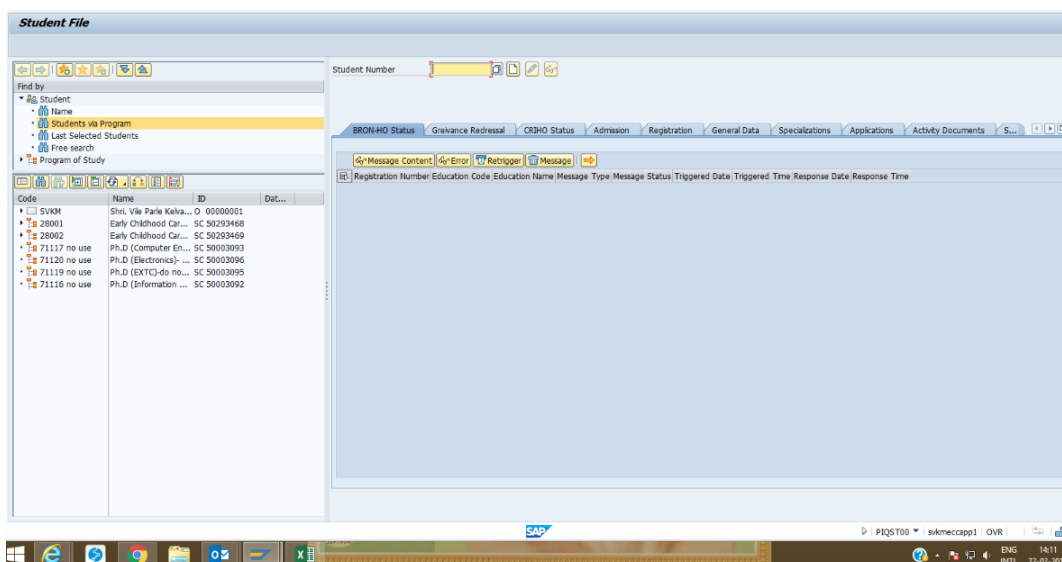 Student File
Find by
Student
Name
Students via Program
Last Selected Students
Free search
Program of Study
Code Name ID Dat...
SVKM Shri. Vile Parle Kelva... O 00000001
28001 Early Childhood Car... SC 50293468
28002 Early Childhood Car... SC 50293469
71117 no use Ph.D (Computer En... SC 50003093
71120 no use Ph.D (Electronics)- ... SC 50003096
71119 no use Ph.D (EXTC)-do no... SC 50003095
71116 no use Ph.D (Information ... SC 50003092
Student Number
BRON-HO Status Greivance Redressal CRIHO Status Admission Registration General Data Specializations Applications Activity Documents S...
Message Content Error Retrigger Message
Registration Number Education Code Education Name Message Type Message Status Triggered Date Triggered Time Response Date Response Time
SAP
PIQST00 svkmeccapp1 OVR
ENG 14:11
INTL